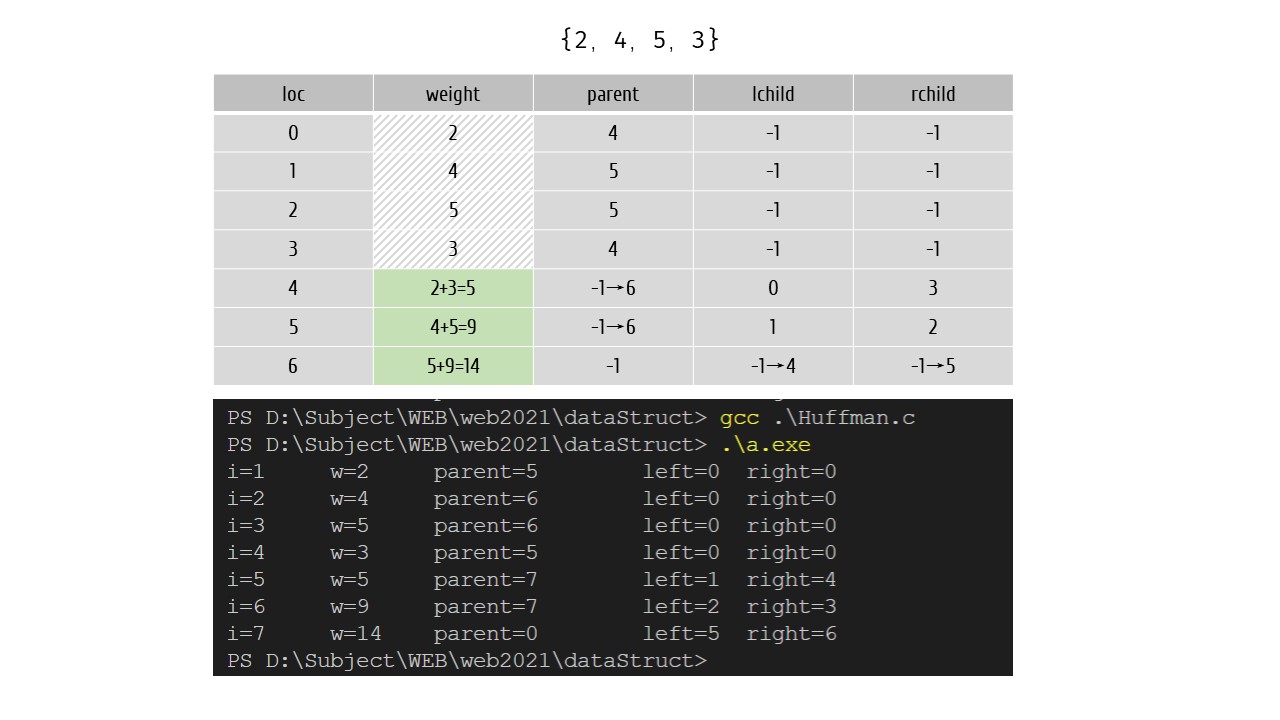 {2, 4, 5, 3}
loc weight parent lchild rchild
0 2 4 -1 -1
1 4 5 -1 -1
2 5 5 -1 -1
3 3 4 -1 -1
4 2+3=5 -1→6 0 3
5 4+5=9 -1→6 1 2
6 5+9=14 -1 -1→4 -1→5
PS D:\Subject\WEB\web2021\dataStruct> gcc .\Huffman.c
PS D:\Subject\WEB\web2021\dataStruct> .\a.exe
i=1 w=2 parent=5 left=0 right=0
i=2 w=4 parent=6 left=0 right=0
i=3 w=5 parent=6 left=0 right=0
i=4 w=3 parent=5 left=0 right=0
i=5 w=5 parent=7 left=1 right=4
i=6 w=9 parent=7 left=2 right=3
i=7 w=14 parent=0 left=5 right=6
PS D:\Subject\WEB\web2021\dataStruct>